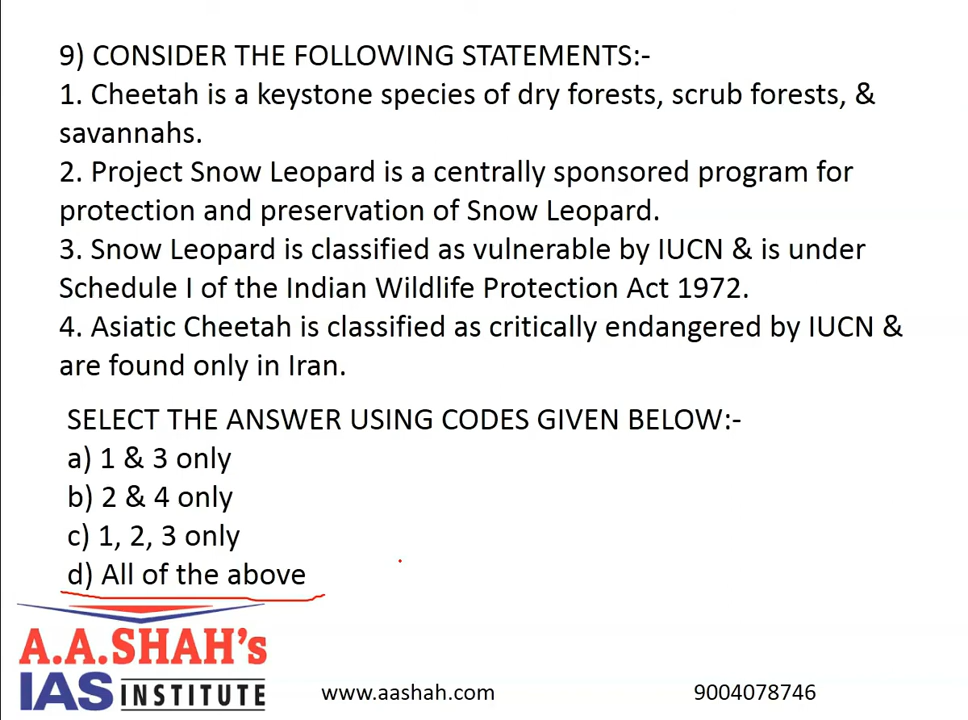 9) CONSIDER THE FOLLOWING STATEMENTS:-
1. Cheetah is a keystone species of dry forests, scrub forests, &
savannahs.
2. Project Snow Leopard is a centrally sponsored program for
protection and preservation of Snow Leopard.
3. Snow Leopard is classified as vulnerable by IUCN & is under
Schedule I of the Indian Wildlife Protection Act 1972.
4. Asiatic Cheetah is classified as critically endangered by IUCN &
are found only in Iran.
SELECT THE ANSWER USING CODES GIVEN BELOW:-
a) 1 & 3 only
b) 2 & 4 only
c) 1, 2, 3 only
d) All of the above
A.A.SHAH's
IAS INSTITUTE
www.aashah.com
9004078746